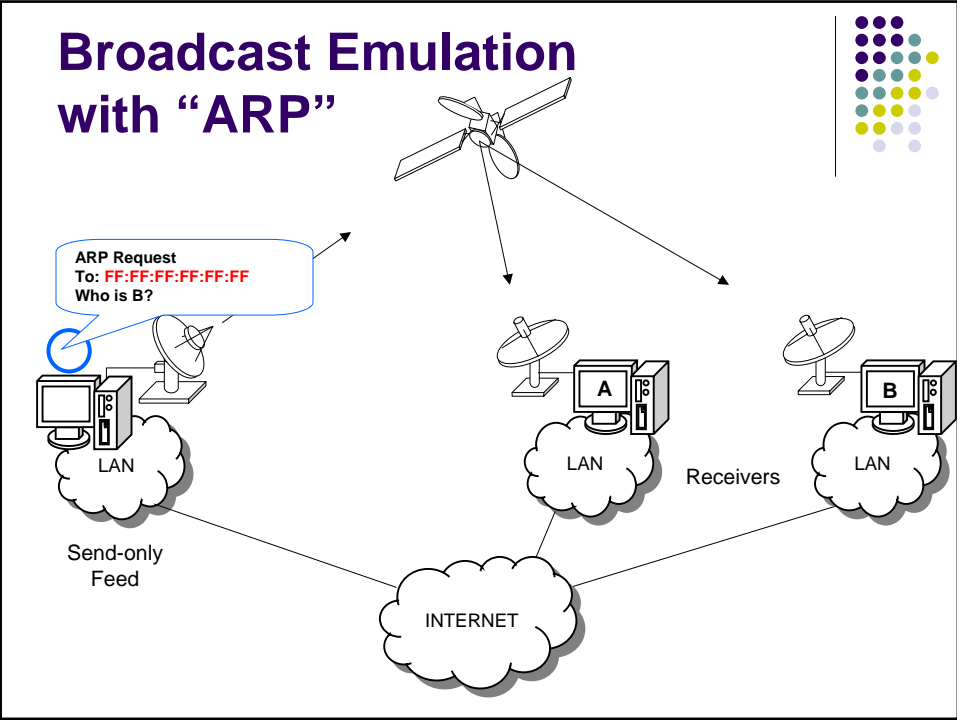 Broadcast Emulation
with “ARP”
ARP Request
To: FF:FF:FF:FF:FF:FF
Who is B?
A
B
LAN
LAN
Receivers
LAN
Send-only
Feed
INTERNET